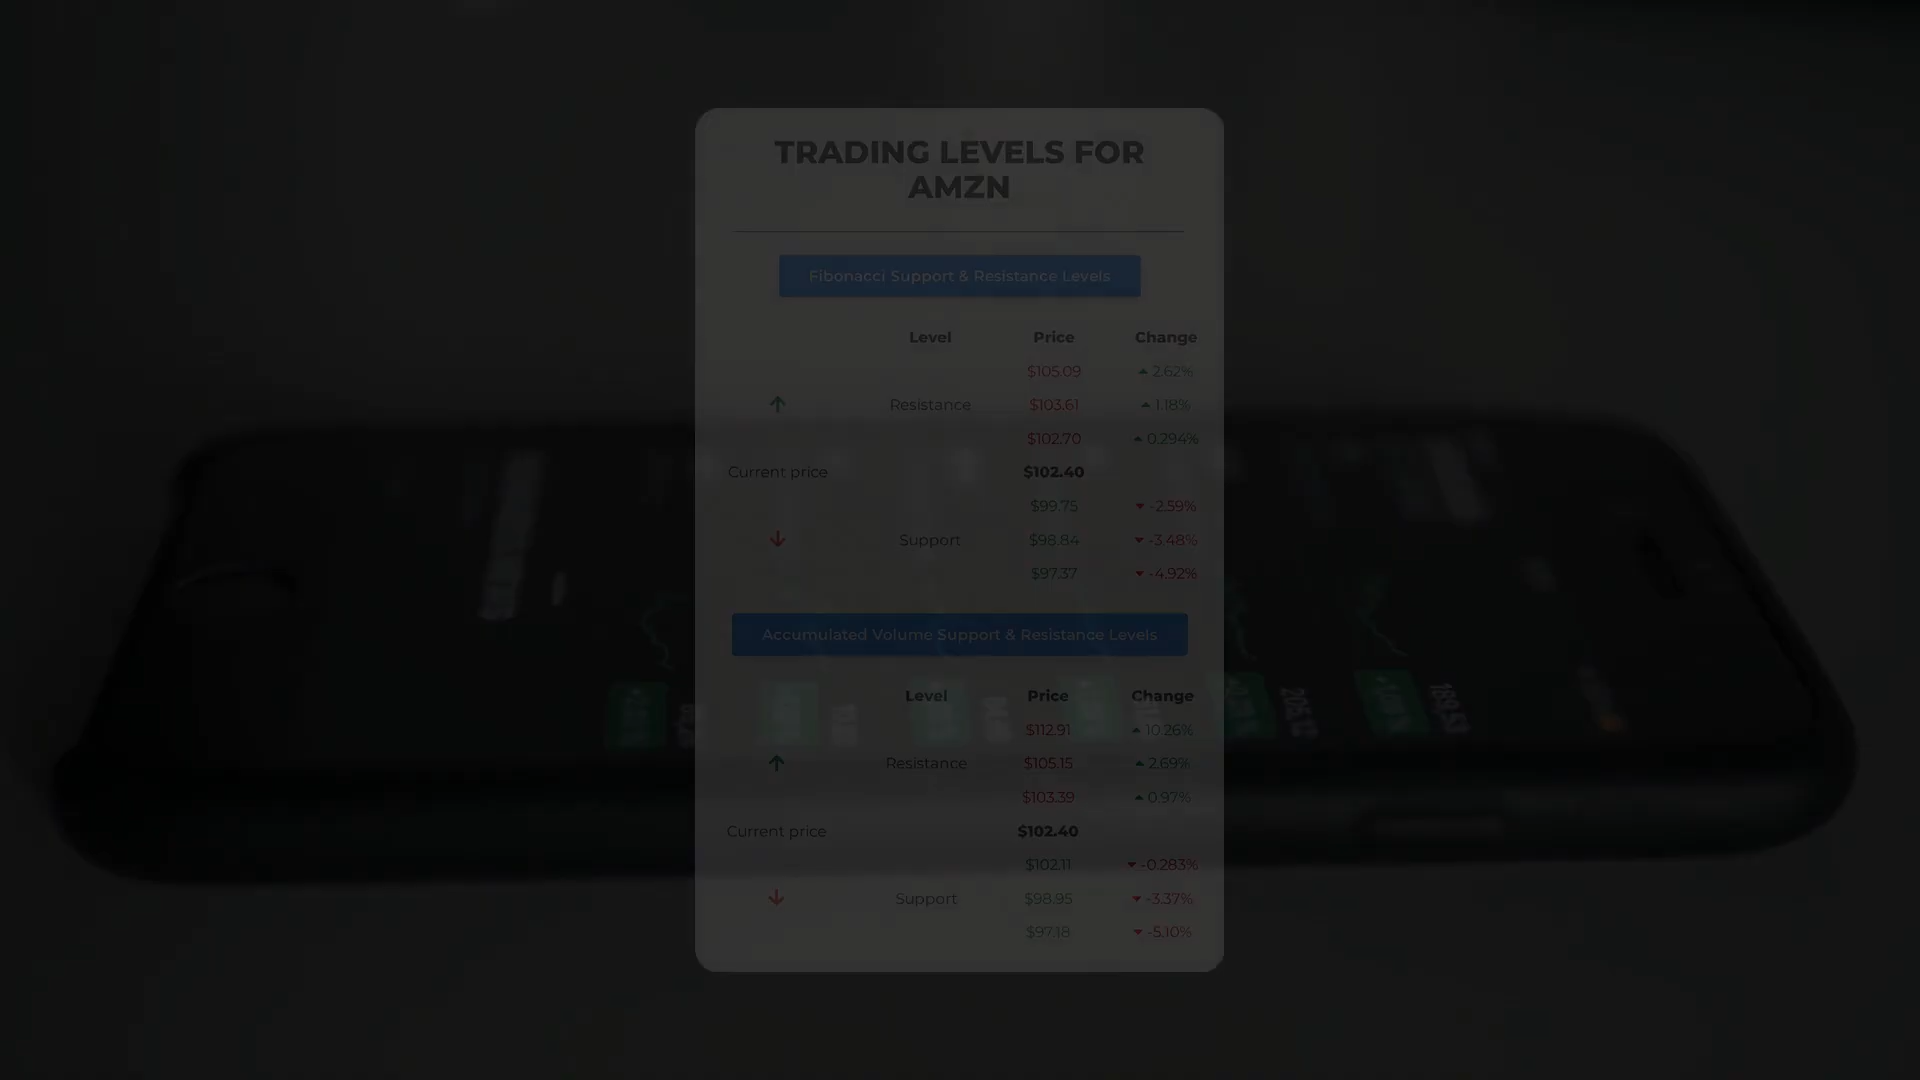 TRADING LEVELS FOR
AMZN
Fibonacci Support & Resistance Levels
Level Price Change
$105.09 2.62%
Resistance $103.61 1.18%
$102.70 0.294%
Current price $102.40
$99.75 -2.59%
Support $98.84 -3.48%
$97.37 -4.92%
Accumulated Volume Support & Resistance Levels
Level Price Change
$112.91 10.26%
Resistance $105.15 2.69%
$103.39 0.97%
Current price $102.40
$102.11 -0.283%
Support $98.95 -3.37%
$97.18 -5.10%
189.53